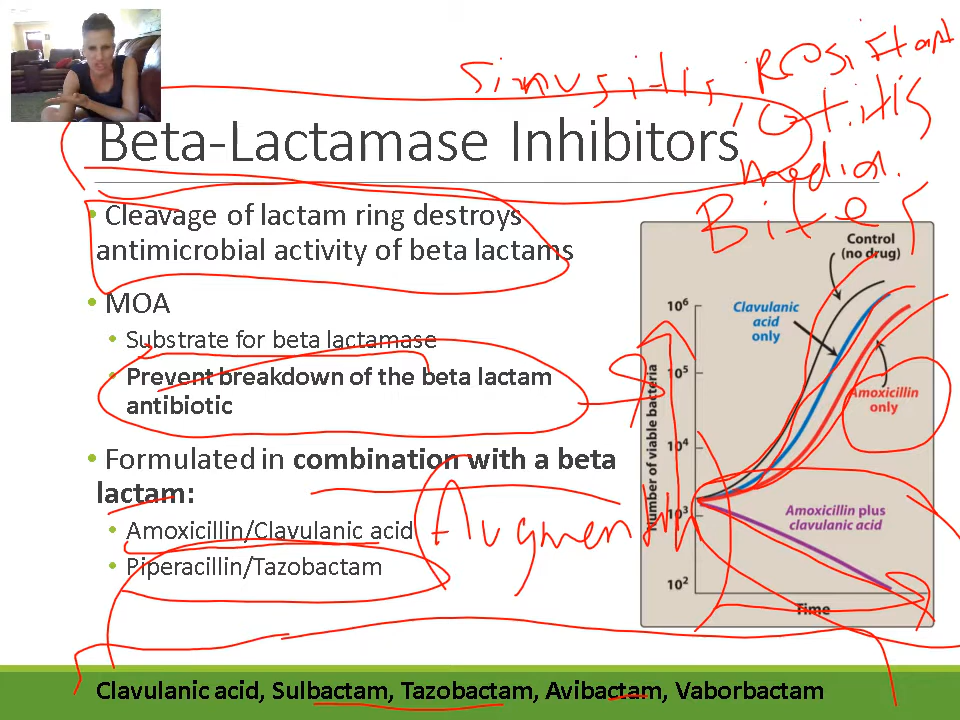 sinusitis, Resistant
otitis
media.
Bites
Beta-Lactamase Inhibitors
• Cleavage of lactam ring destroys
antimicrobial activity of beta lactams
• MOA
• Substrate for beta lactamase
• Prevent breakdown of the beta lactam
antibiotic
• Formulated in combination with a beta
lactam:
• Amoxicillin/Clavulanic acid
• Piperacillin/Tazobactam
Augmentin
Control
(no drug)
Clavulanic
acid
only
Amoxicillin
only
Amoxicillin plus
clavulanic acid
Number of viable bacteria
10⁶
10⁵
10⁴
10³
10²
Time
Clavulanic acid, Sulbactam, Tazobactam, Avibactam, Vaborbactam